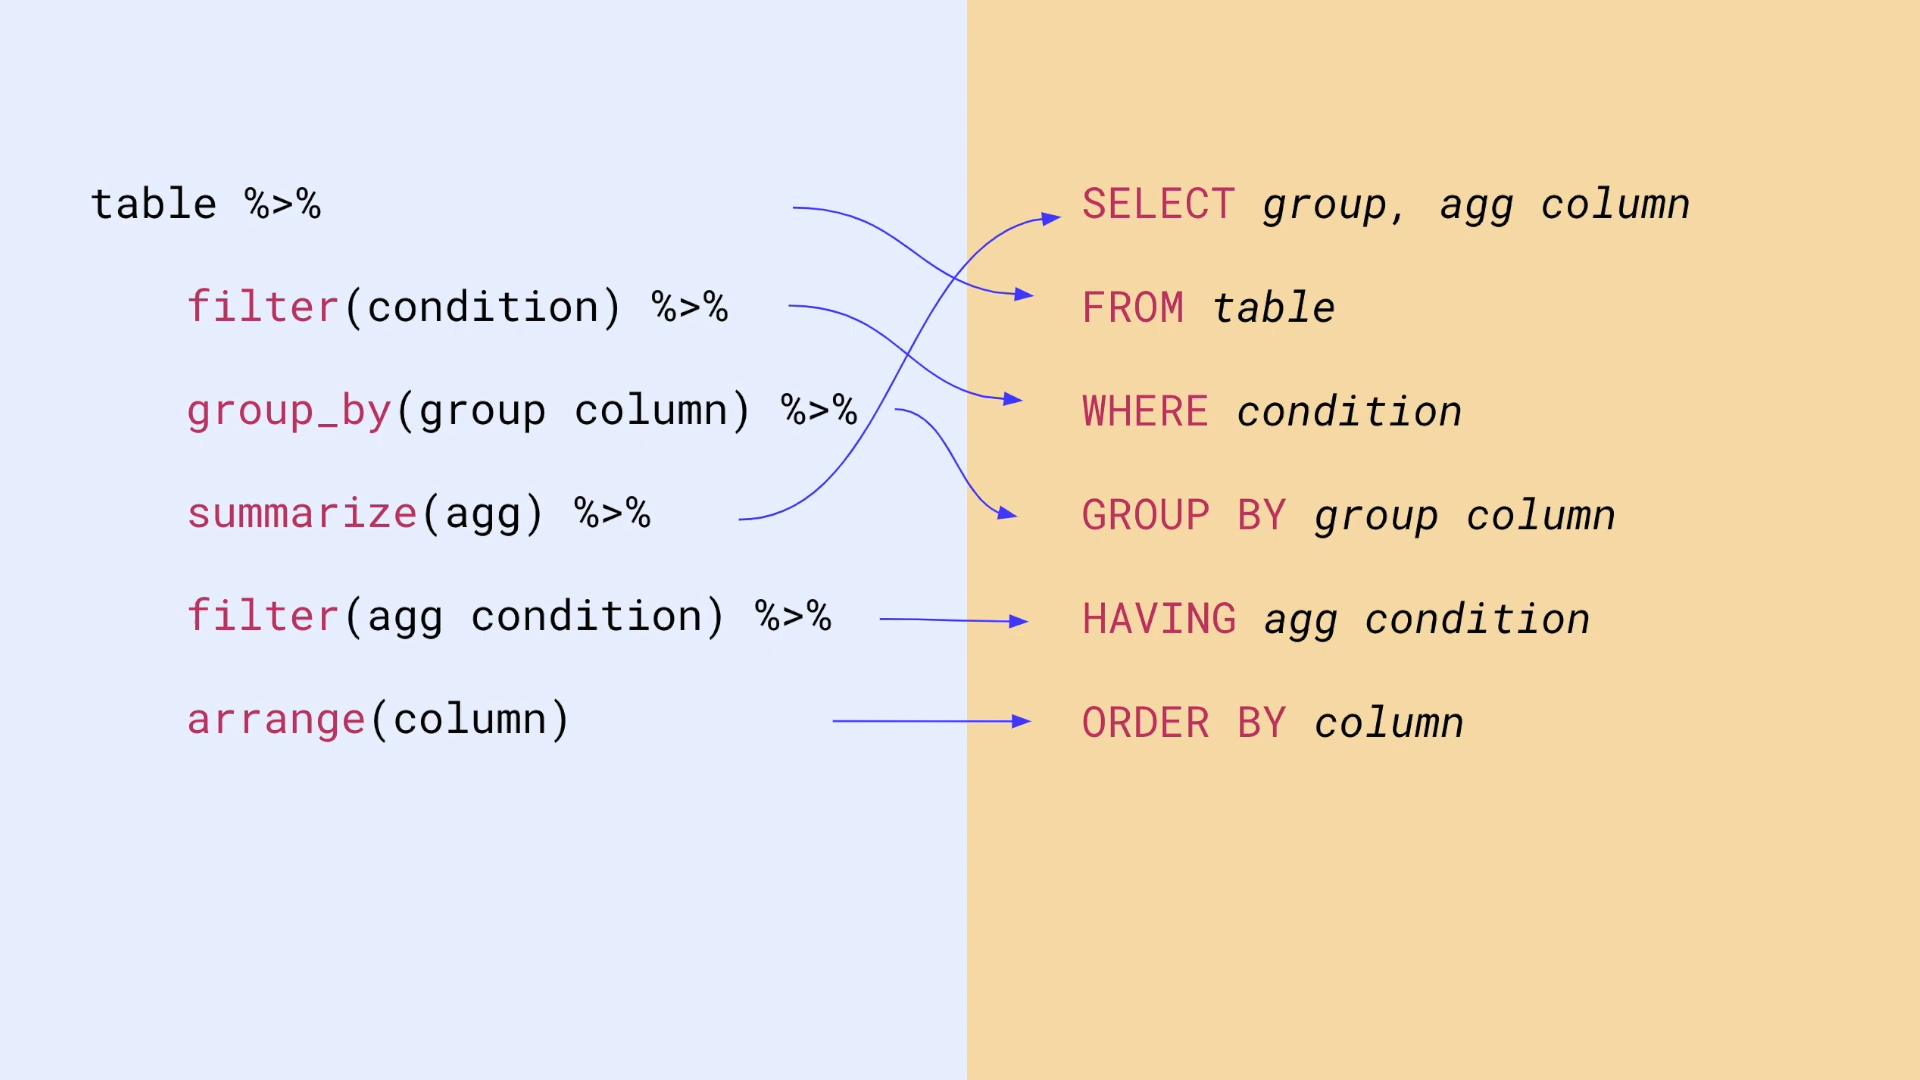 table %>%
filter(condition) %>%
group_by(group column) %>%
summarize(agg) %>%
filter(agg condition) %>%
arrange(column)
SELECT group, agg column
FROM table
WHERE condition
GROUP BY group column
HAVING agg condition
ORDER BY column